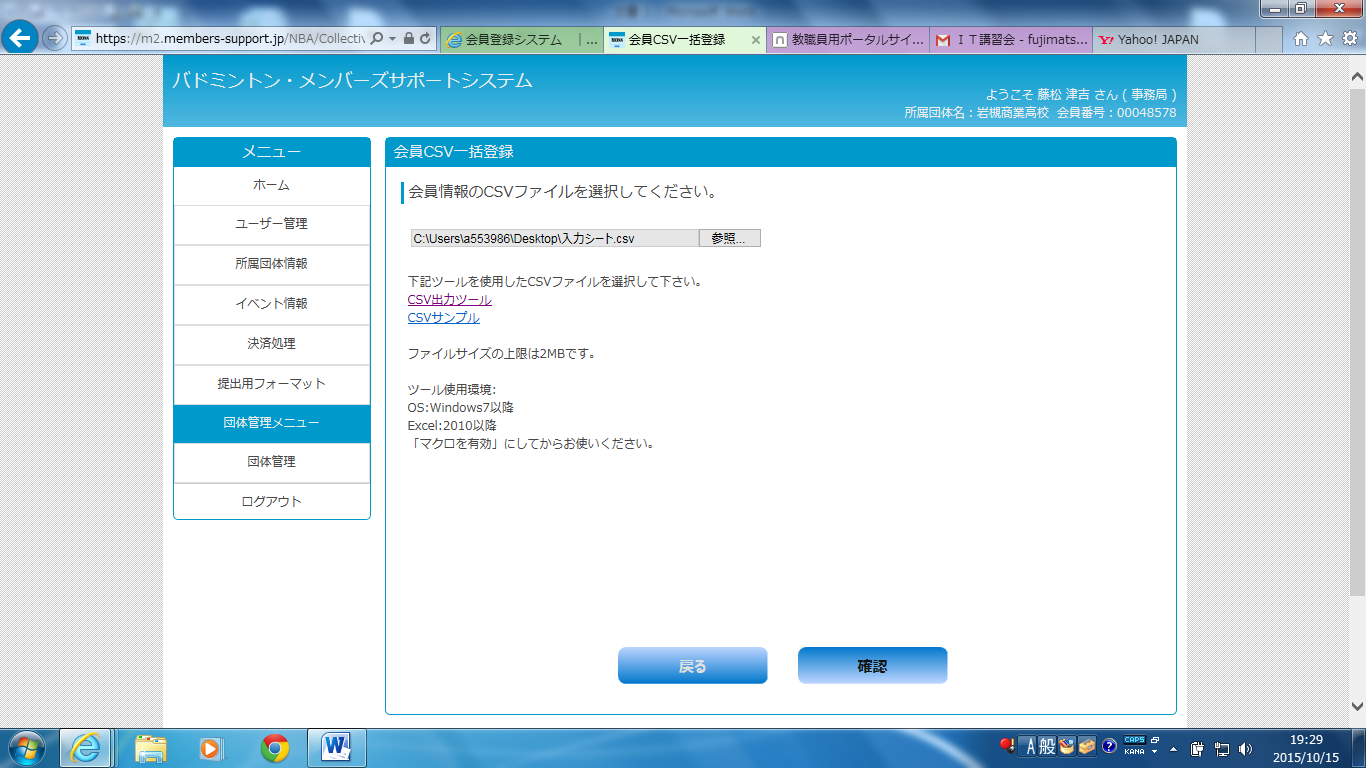 https://m2.members-support.jp/NBA/Collectiv
会員登録システム | ...
会員CSV一括登録
教職員用ポータルサイ...
ＩＴ講習会 - fujimats...
Yahoo! JAPAN
バドミントン・メンバーズサポートシステム
ようこそ 藤松 津吉 さん ( 事務局 )
所属団体名：岩槻商業高校 会員番号：00048578
メニュー
ホーム
ユーザー管理
所属団体情報
イベント情報
決済処理
提出用フォーマット
団体管理メニュー
団体管理
ログアウト
会員CSV一括登録
会員情報のCSVファイルを選択してください。
C:\Users\a553986\Desktop\入力シート.csv
参照...
下記ツールを使用したCSVファイルを選択して下さい。
CSV出力ツール
CSVサンプル
ファイルサイズの上限は2MBです。
ツール使用環境:
OS:Windows7以降
Excel:2010以降
「マクロを有効」にしてからお使いください。
戻る
確認
A 般
CAPS
KANA
19:29
2015/10/15